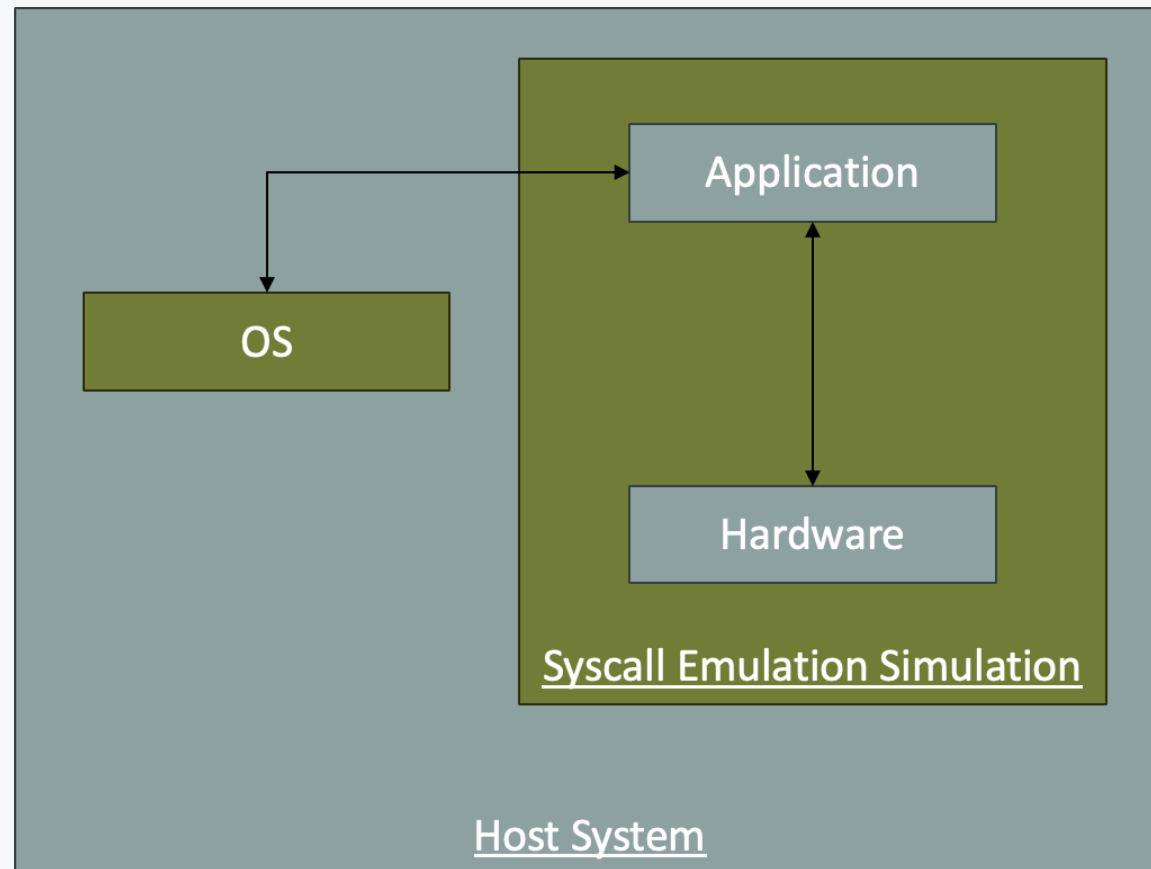 Application
OS
Hardware
Syscall Emulation Simulation
Host System